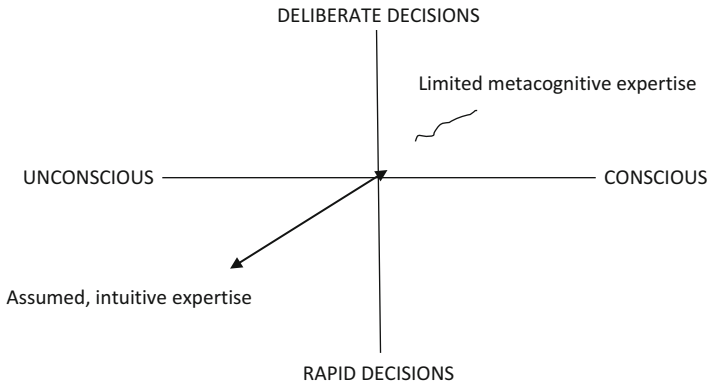 DELIBERATE DECISIONS
Limited metacognitive expertise
UNCONSCIOUS
CONSCIOUS
Assumed, intuitive expertise
RAPID DECISIONS